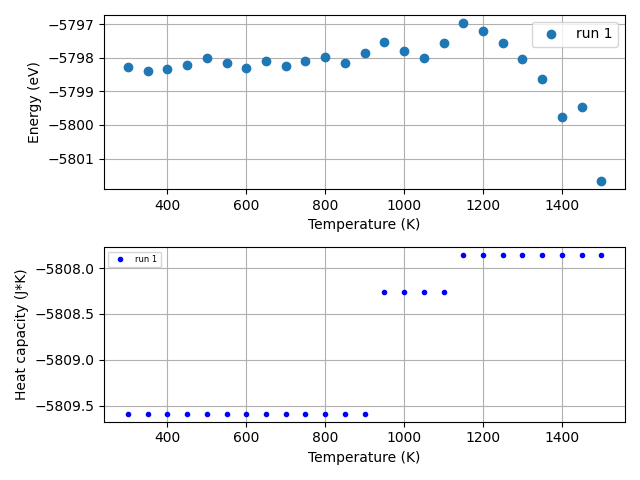 −5797
−5798
−5799
−5800
−5801
Energy (eV)
run 1
400 600 800 1000 1200 1400
Temperature (K)
−5808.0
−5808.5
−5809.0
−5809.5
Heat capacity (J*K)
run 1
400 600 800 1000 1200 1400
Temperature (K)